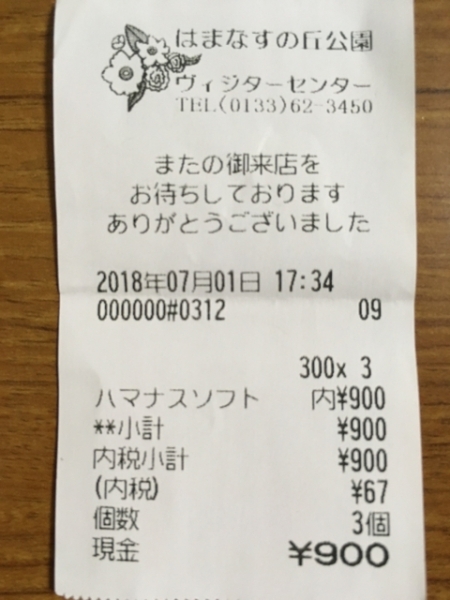 はまなすの丘公園
ヴィジターセンター
TEL(0133)62-3450
またの御来店を
お待ちしております
ありがとうございました
2018年07月01日 17:34
000000#0312 09
300x 3
ハマナスソフト 内¥900
**小計 ¥900
内税小計 ¥900
(内税) ¥67
個数 3個
現金 ¥900